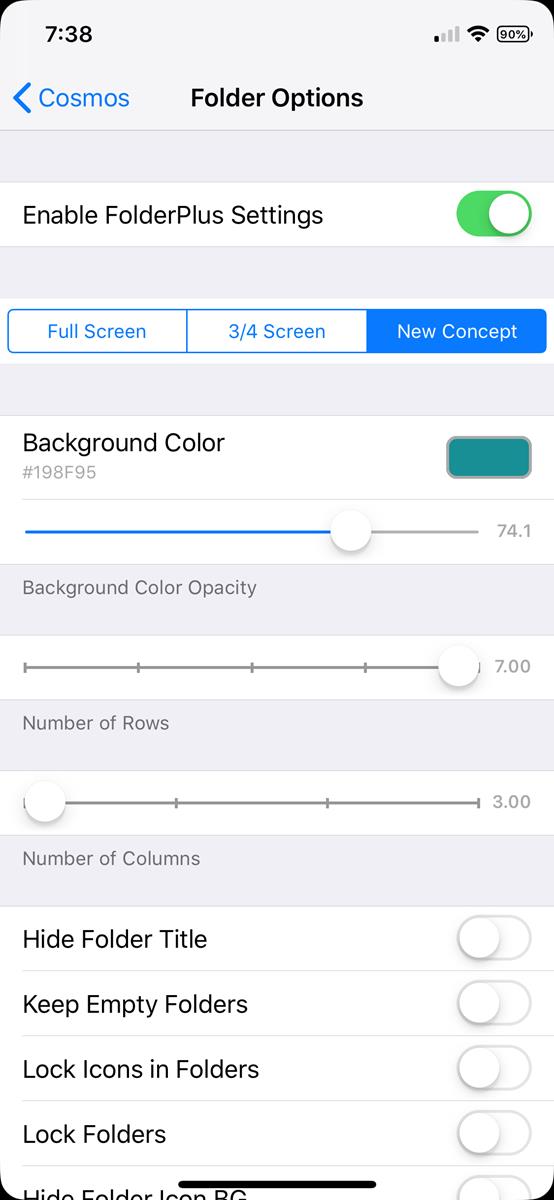 7:38
90%
Cosmos
Folder Options
Enable FolderPlus Settings
Full Screen
3/4 Screen
New Concept
Background Color
#198F95
74.1
Background Color Opacity
7.00
Number of Rows
3.00
Number of Columns
Hide Folder Title
Keep Empty Folders
Lock Icons in Folders
Lock Folders
Hide Folder Icon BG